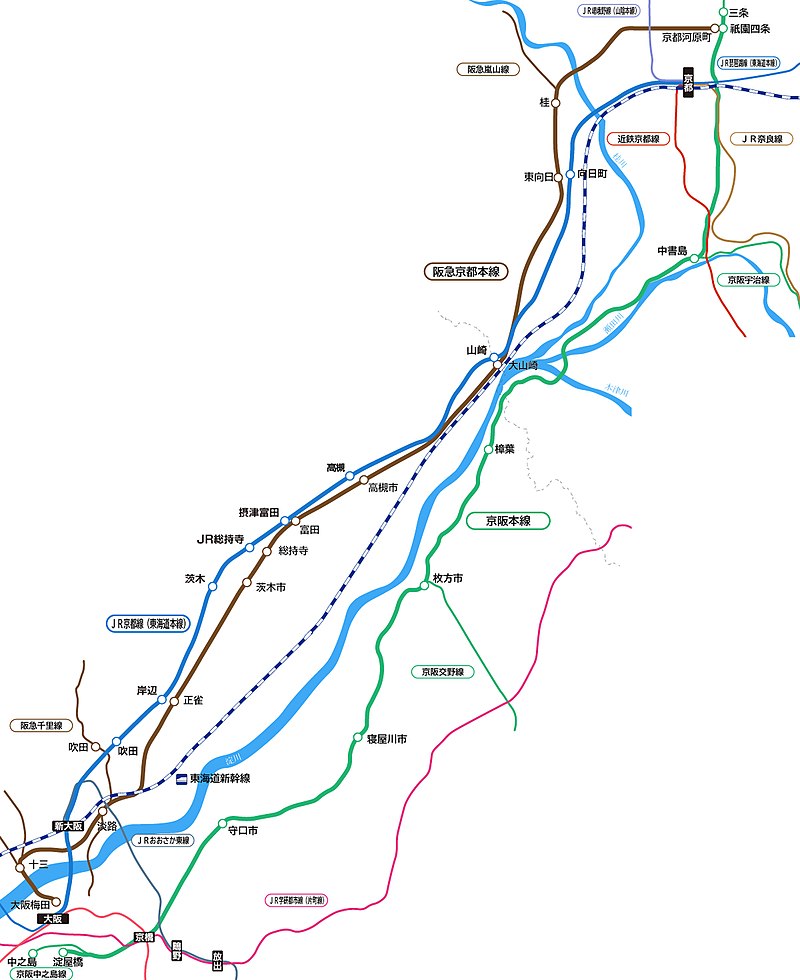 JR嵯峨野線(山陰本線)
三条
祇園四条
京都河原町
JR琵琶湖線(東海道本線)
阪急嵐山線
京都
桂
近鉄京都線
JR奈良線
桂川
東向日
向日町
中書島
阪急京都本線
京阪宇治線
瀬田川
山崎
大山崎
木津川
樟葉
高槻
高槻市
摂津富田
富田
京阪本線
JR総持寺
総持寺
茨木
茨木市
枚方市
JR京都線(東海道本線)
京阪交野線
岸辺
正雀
阪急千里線
吹田
吹田
寝屋川市
淀川
東海道新幹線
新大阪
淡路
守口市
JRおおさか東線
十三
大阪梅田
JR学研都市線(片町線)
大阪
京橋
鴫野
放出
中之島
淀屋橋
京阪中之島線